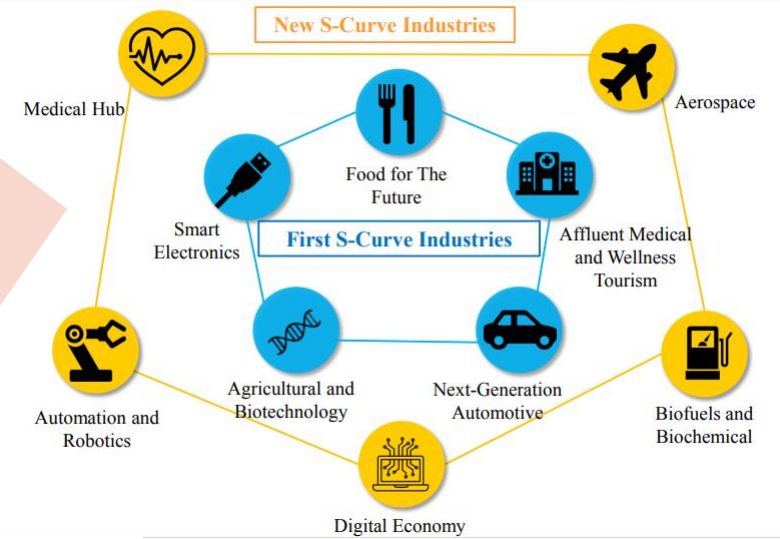 New S-Curve Industries
Medical Hub
Aerospace
Food for The
Future
Smart
Electronics
First S-Curve Industries
Affluent Medical
and Wellness
Tourism
Agricultural and
Biotechnology
Next-Generation
Automotive
Automation and
Robotics
Biofuels and
Biochemical
Digital Economy